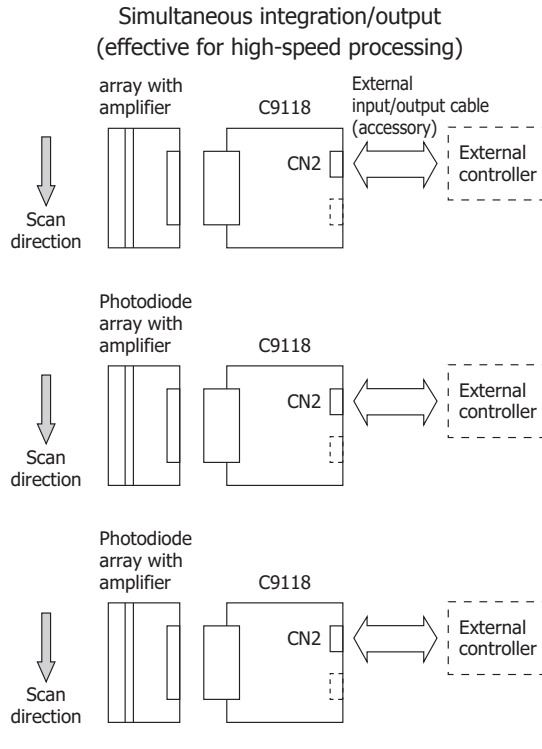 Simultaneous integration/output
(effective for high-speed processing)
array with
amplifier
C9118
External
input/output cable
(accessory)
CN2
External
controller
Scan
direction
Photodiode
array with
amplifier
C9118
CN2
External
controller
Scan
direction
Photodiode
array with
amplifier
C9118
CN2
External
controller
Scan
direction